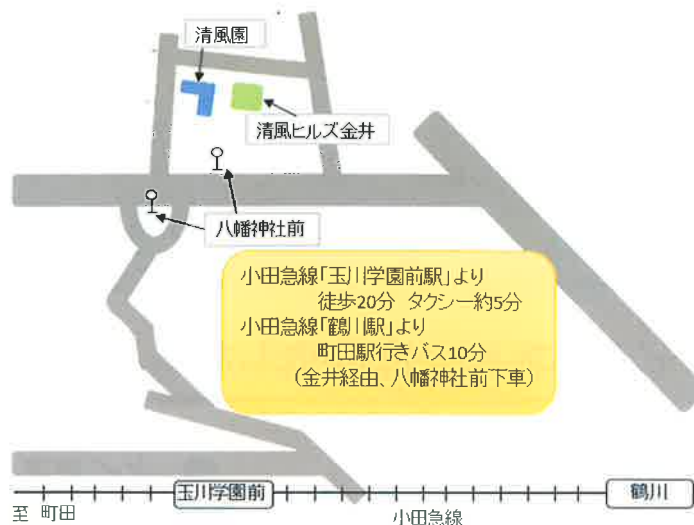 清風園
清風ヒルズ金井
八幡神社前
小田急線「玉川学園前駅」より
徒歩20分 タクシー約5分
小田急線「鶴川駅」より
町田駅行きバス10分
（金井経由、八幡神社前下車）
玉川学園前
鶴川
至 町田
小田急線